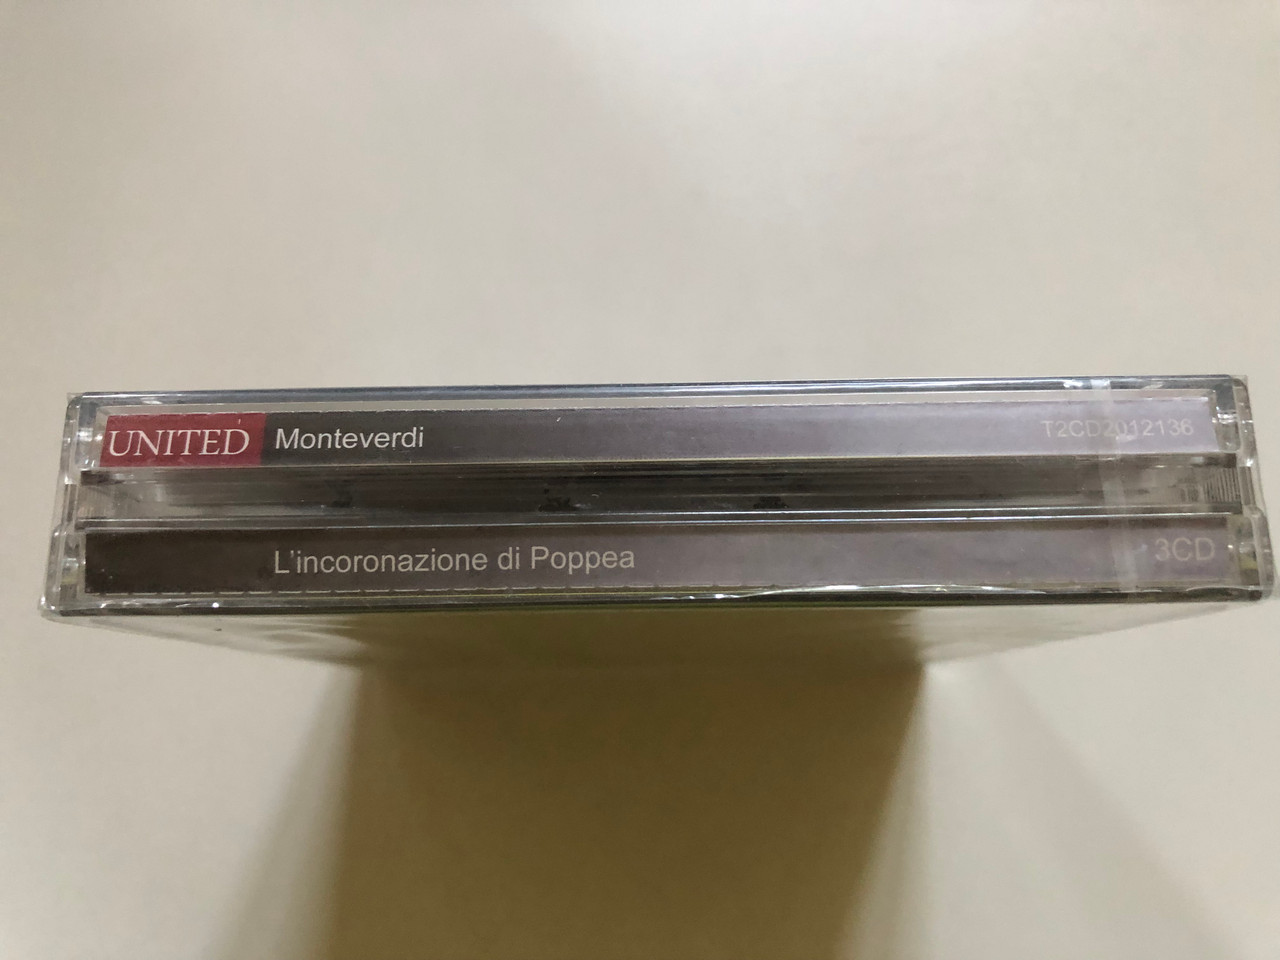 UNITED Monteverdi T2CD2012136
L'incoronazione di Poppea 3CD